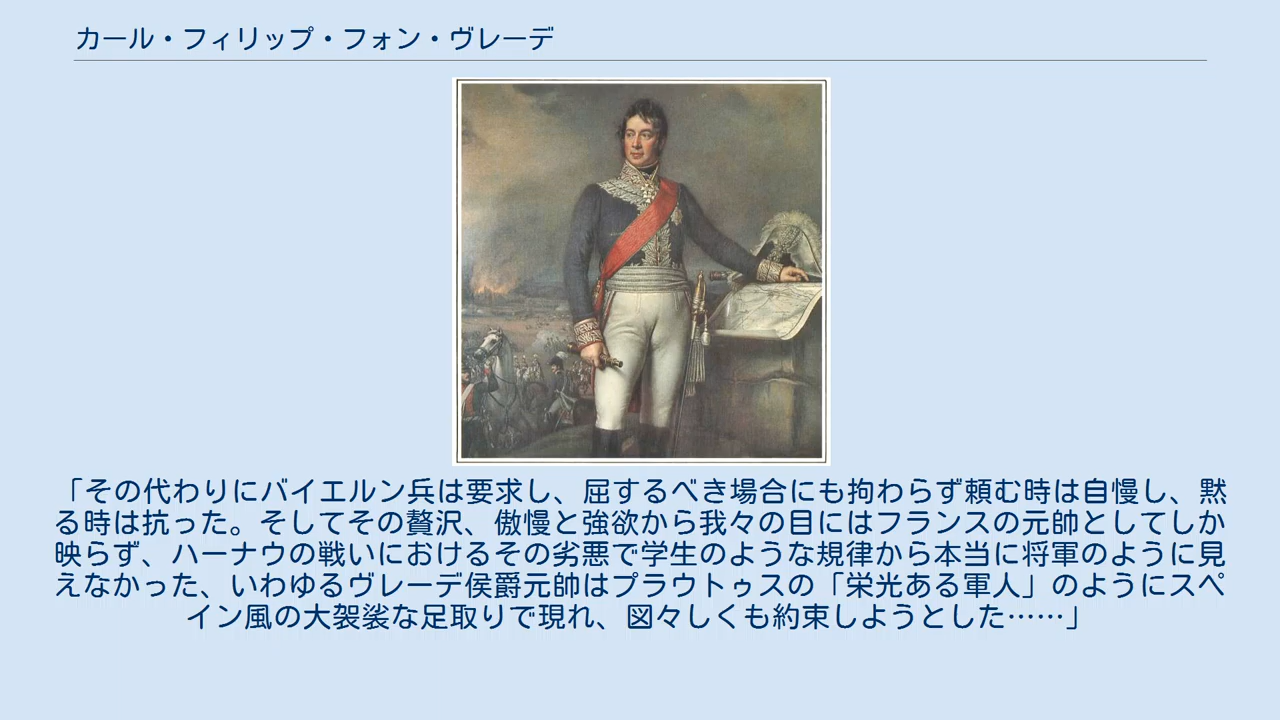 カール・フィリップ・フォン・ヴレーデ
「その代わりにバイエルン兵は要求し、屈するべき場合にも拘わらず頼む時は自慢し、黙
る時は抗った。そしてその贅沢、傲慢と強欲から我々の目にはフランスの元帥としてしか
映らず、ハーナウの戦いにおけるその劣悪で学生のような規律から本当に将軍のように見
えなかった、いわゆるヴレーデ侯爵元帥はプラウトゥスの「栄光ある軍人」のようにスペ
イン風の大袈裟な足取りで現れ、図々しくも約束しようとした……」